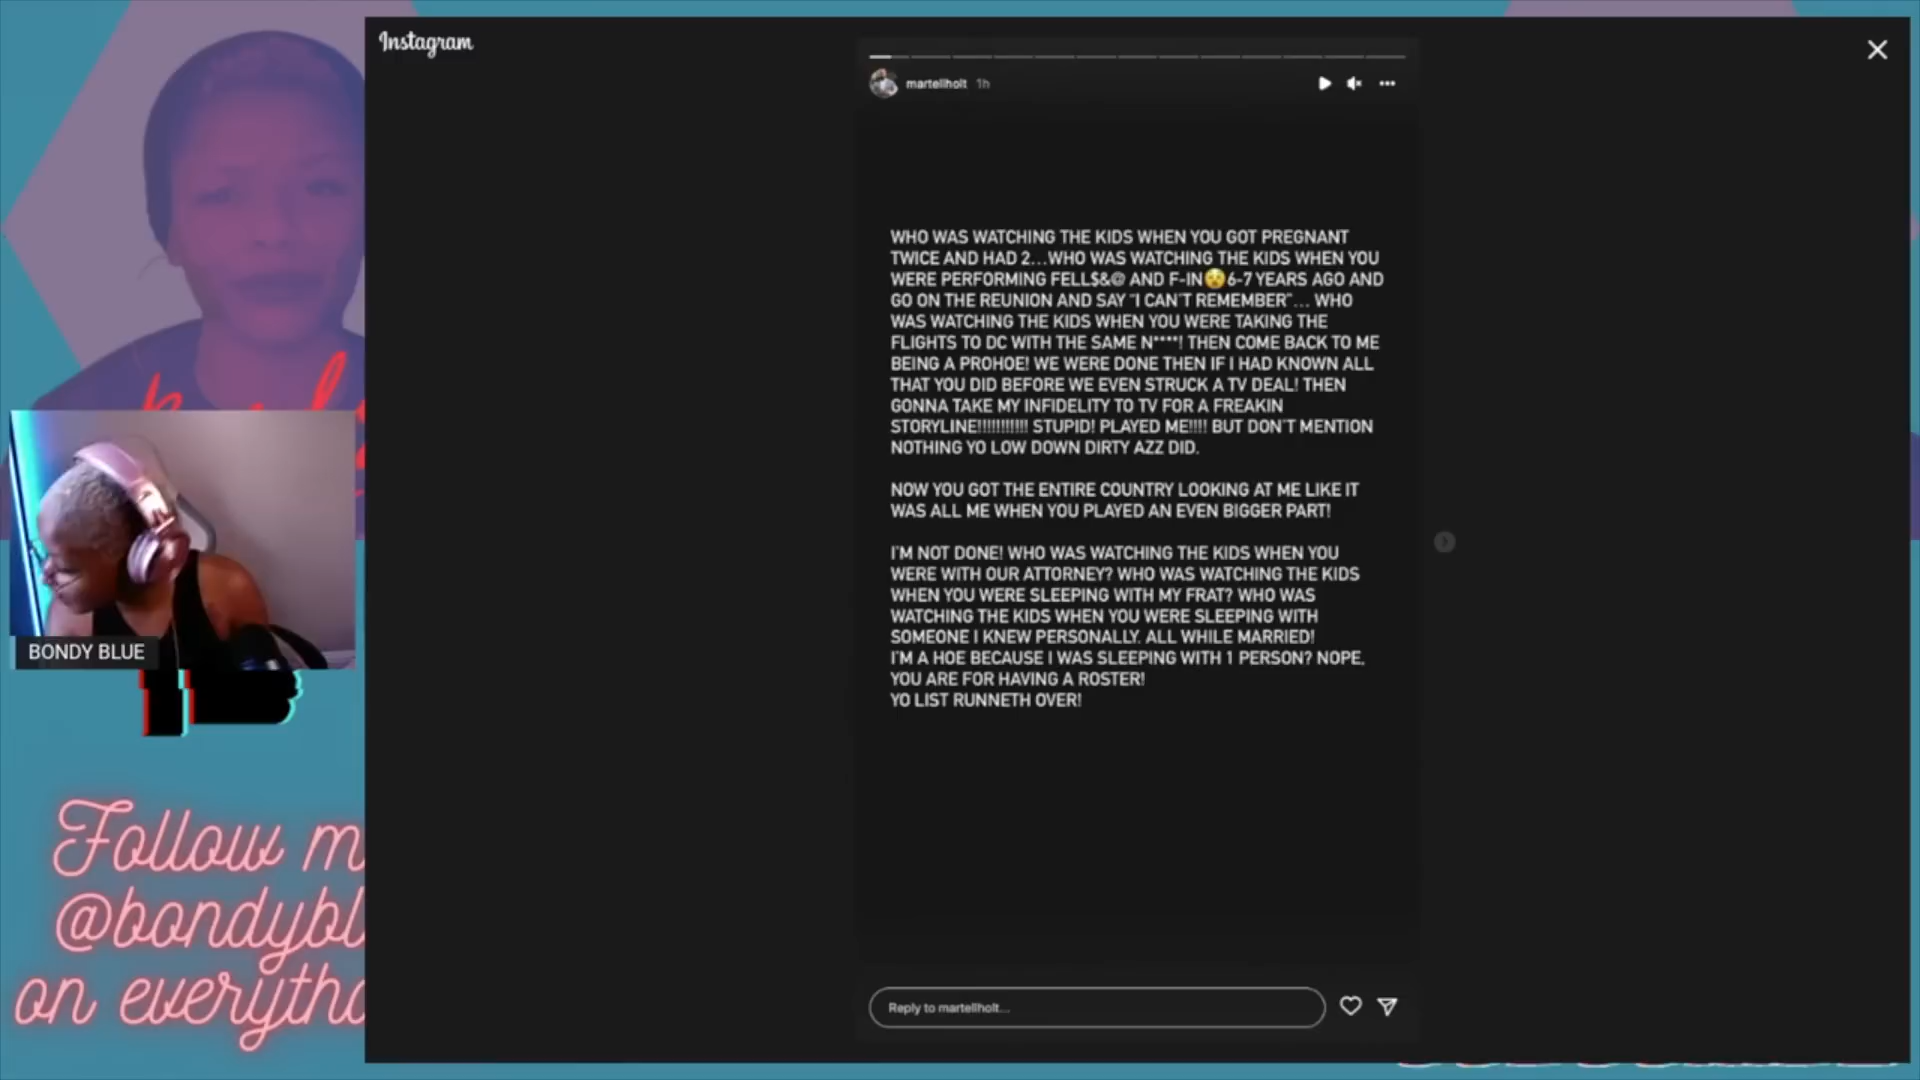 Instagram
martellholt 1h
WHO WAS WATCHING THE KIDS WHEN YOU GOT PREGNANT
TWICE AND HAD 2...WHO WAS WATCHING THE KIDS WHEN YOU
WERE PERFORMING FELL$&@ AND F-IN😧6-7 YEARS AGO AND
GO ON THE REUNION AND SAY "I CAN'T REMEMBER"... WHO
WAS WATCHING THE KIDS WHEN YOU WERE TAKING THE
FLIGHTS TO DC WITH THE SAME N****! THEN COME BACK TO ME
BEING A PROHOE! WE WERE DONE THEN IF I HAD KNOWN ALL
THAT YOU DID BEFORE WE EVEN STRUCK A TV DEAL! THEN
GONNA TAKE MY INFIDELITY TO TV FOR A FREAKIN
STORYLINE!!!!!!!!!!! STUPID! PLAYED ME!!!! BUT DON'T MENTION
NOTHING YO LOW DOWN DIRTY AZZ DID.
NOW YOU GOT THE ENTIRE COUNTRY LOOKING AT ME LIKE IT
WAS ALL ME WHEN YOU PLAYED AN EVEN BIGGER PART!
I'M NOT DONE! WHO WAS WATCHING THE KIDS WHEN YOU
WERE WITH OUR ATTORNEY? WHO WAS WATCHING THE KIDS
WHEN YOU WERE SLEEPING WITH MY FRAT? WHO WAS
WATCHING THE KIDS WHEN YOU WERE SLEEPING WITH
SOMEONE I KNEW PERSONALLY. ALL WHILE MARRIED!
I'M A HOE BECAUSE I WAS SLEEPING WITH 1 PERSON? NOPE.
YOU ARE FOR HAVING A ROSTER!
YO LIST RUNNETH OVER!
Reply to martellholt...
BONDY BLUE
Follow m
@bondybl
on everyth